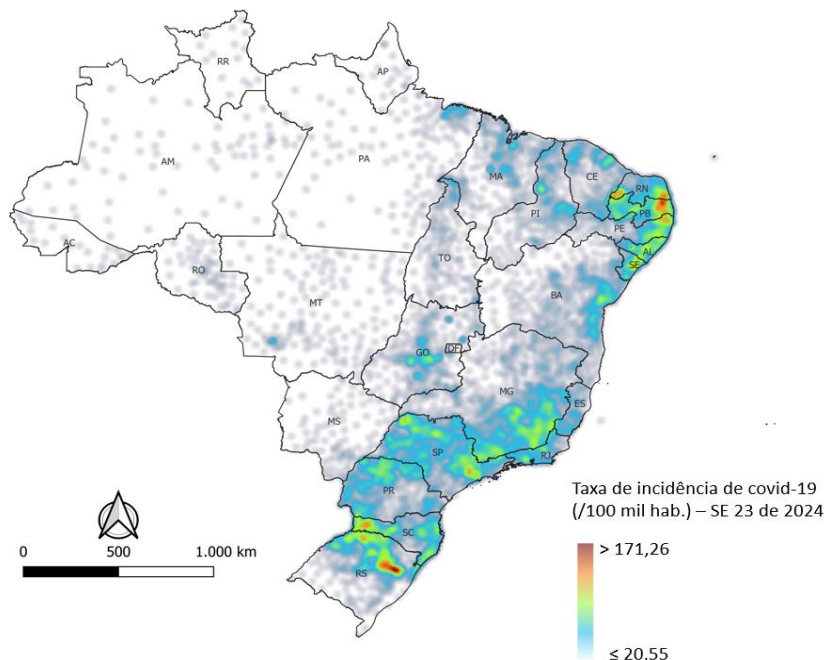 RR
AP
AM
PA
MA
CE
RN
PB
PI
PE
AL
SE
AC
RO
TO
BA
MT
GO
DF
MG
ES
MS
SP
RJ
PR
SC
RS
Taxa de incidência de covid-19
(/100 mil hab.) – SE 23 de 2024
> 171,26
≤ 20.55
0 500 1.000 km